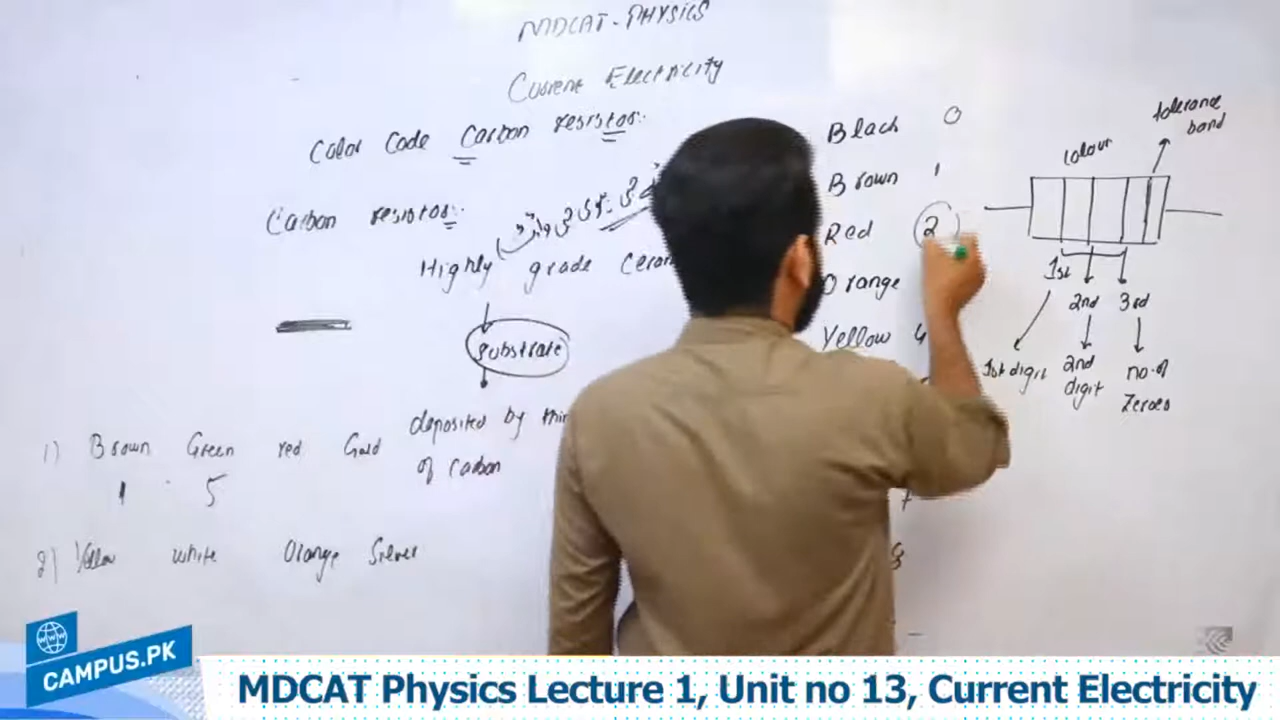 MDCAT-PHYSICS
Current Electricity
Color Code Carbon resistor:
Carbon resistor:
Highly grade
substrate
deposited by
of carbon
1) Brown Green red Gold
1 5
2) Yellow white Orange Silver
Black 0
Brown 1
Red 2
Orange
Yellow 4
7
8
colour
tolerance
band
1st
2nd 3rd
1st digit
2nd
digit
no. of
Zeroes
WWW
CAMPUS.PK
MDCAT Physics Lecture 1, Unit no 13, Current Electricity